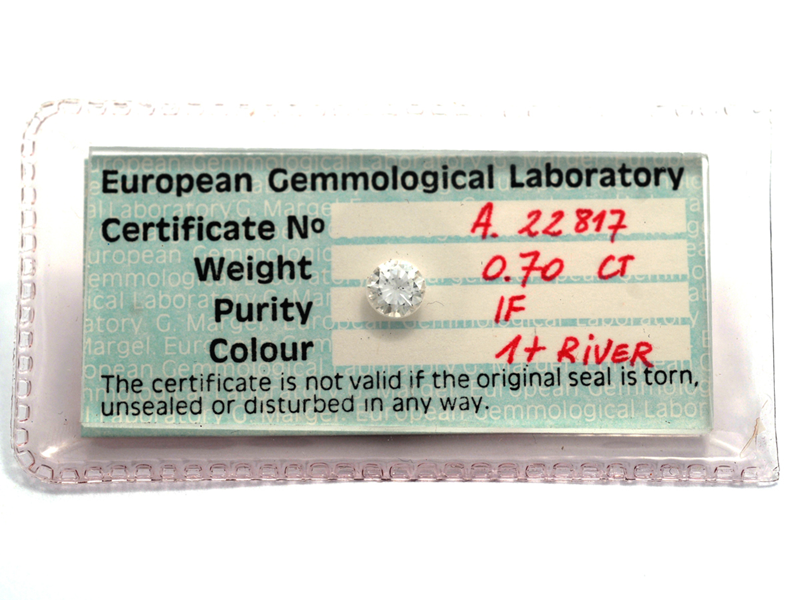 European Gemmological Laboratory
Certificate Nº A. 22817
Weight 0.70 CT
Purity IF
Colour 1+ RiVER
The certificate is not valid if the original seal is torn,
unsealed or disturbed in any way.